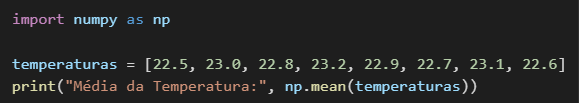 import numpy as np
temperaturas = [22.5, 23.0, 22.8, 23.2, 22.9, 22.7, 23.1, 22.6]
print("Média da Temperatura:", np.mean(temperaturas))